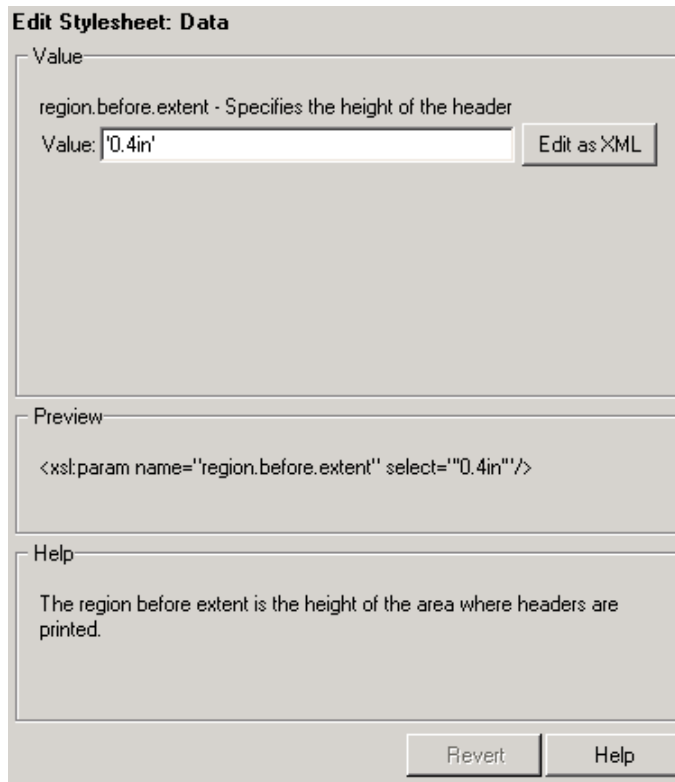 Edit Stylesheet: Data
Value
region.before.extent - Specifies the height of the header
Value: '0.4in' Edit as XML
Preview
<xsl:param name="region.before.extent" select="'0.4in'"/>
Help
The region before extent is the height of the area where headers are
printed.
Revert Help